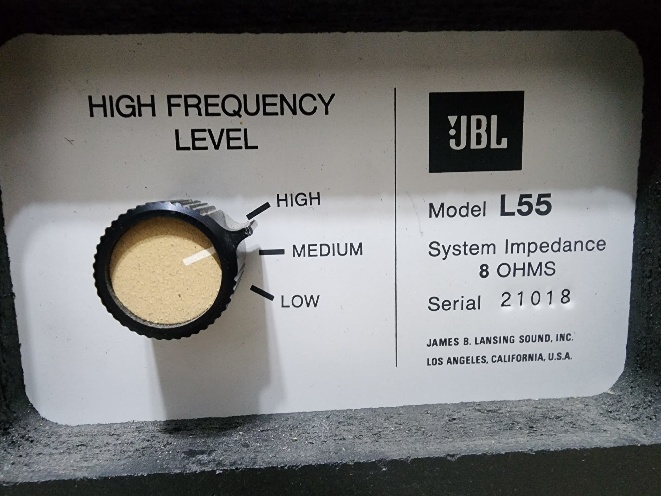 HIGH FREQUENCY
LEVEL
HIGH
MEDIUM
LOW
JBL
Model L55
System Impedance
8 OHMS
Serial 21018
JAMES B. LANSING SOUND, INC.
LOS ANGELES, CALIFORNIA, U.S.A.